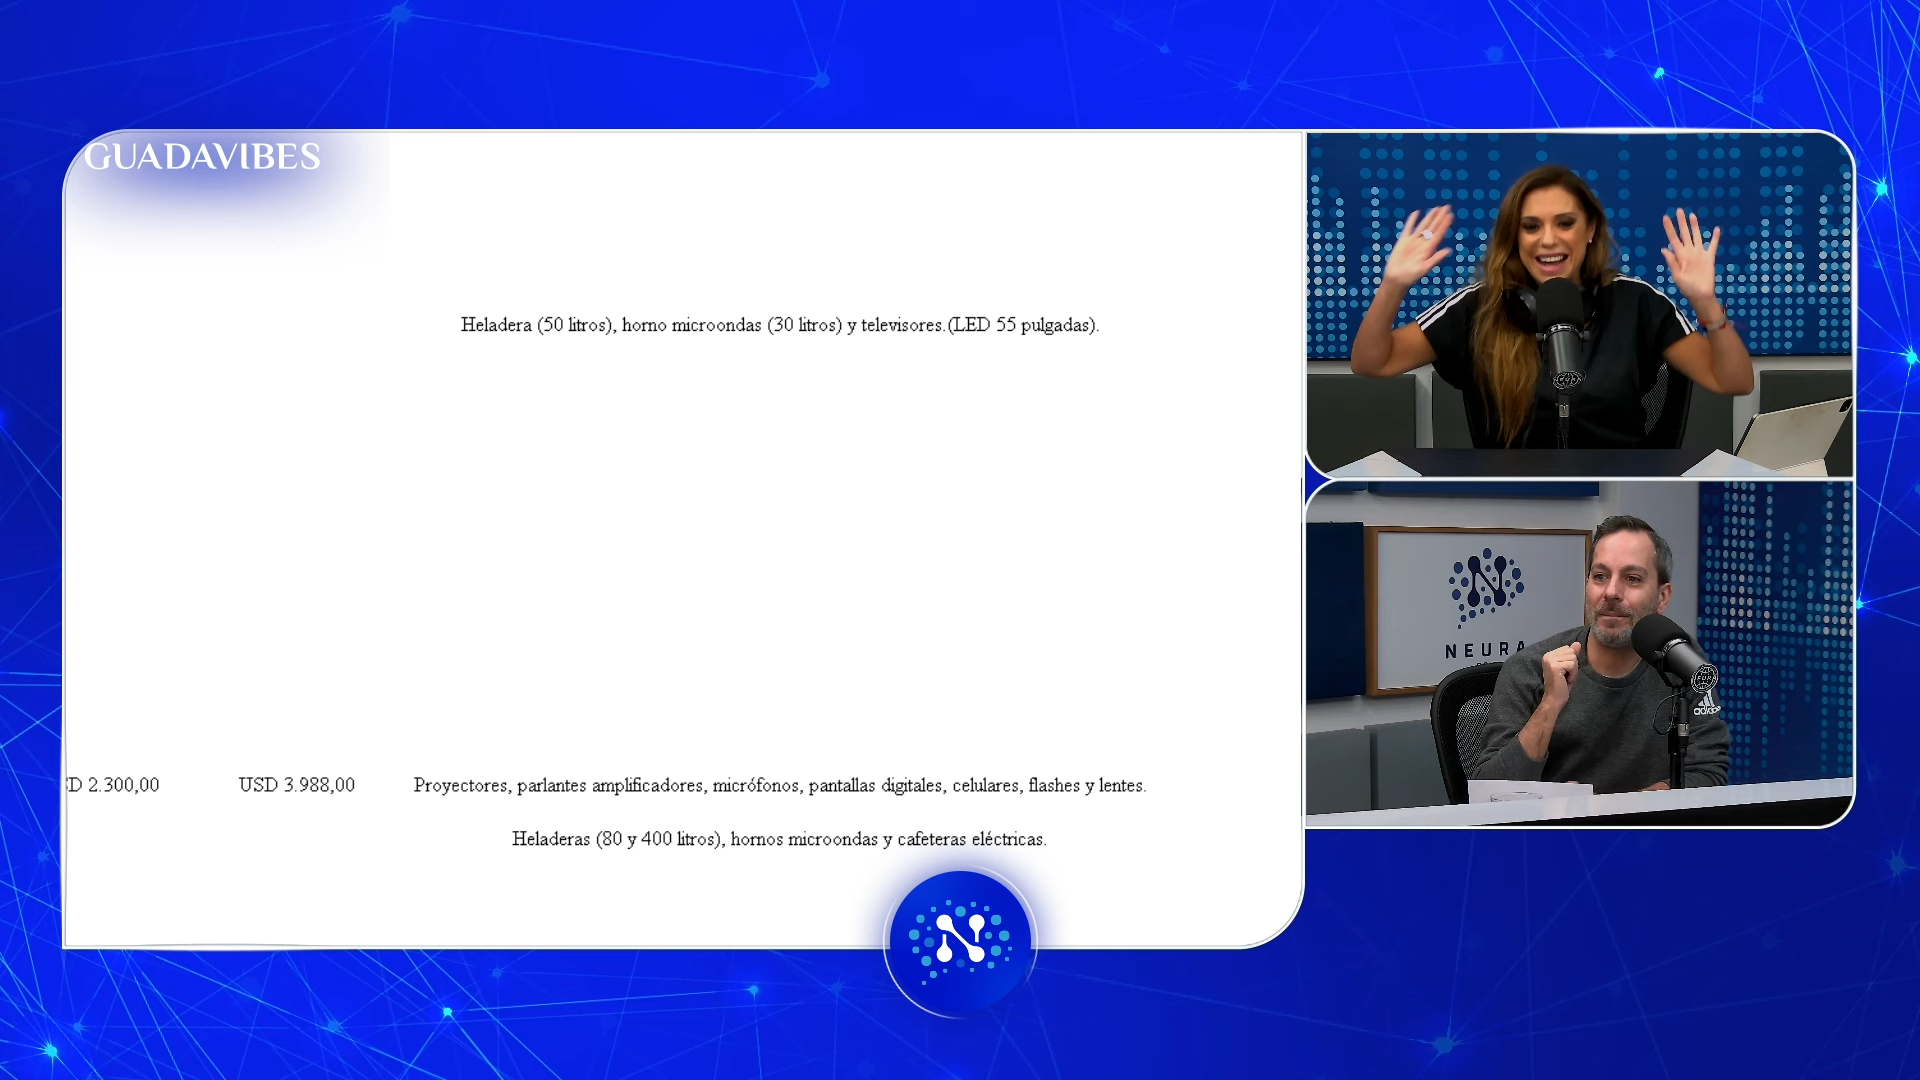 GUADAVIBES
Heladera (50 litros), horno microondas (30 litros) y televisores.(LED 55 pulgadas).
D 2.300,00 USD 3.988,00 Proyectores, parlantes amplificadores, micrófonos, pantallas digitales, celulares, flashes y lentes.
Heladeras (80 y 400 litros), hornos microondas y cafeteras eléctricas.
N
NEURA
adidas